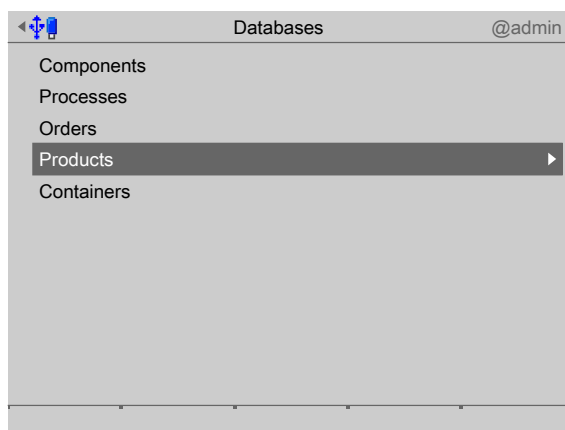 Databases @admin
Components
Processes
Orders
Products
Containers